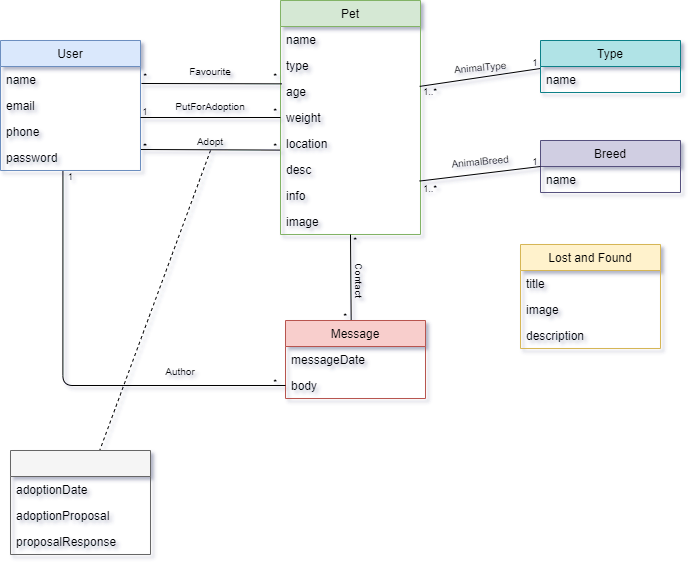 Pet
name
type
age
weight
location
desc
info
image
User
name
email
phone
password
Type
name
Breed
name
Lost and Found
title
image
description
Message
messageDate
body
adoptionDate
adoptionProposal
proposalResponse
* Favourite *
1 PutForAdoption *
* Adopt *
AnimalType 1
1..*
AnimalBreed 1
1..*
*
Contact
*
1
Author *